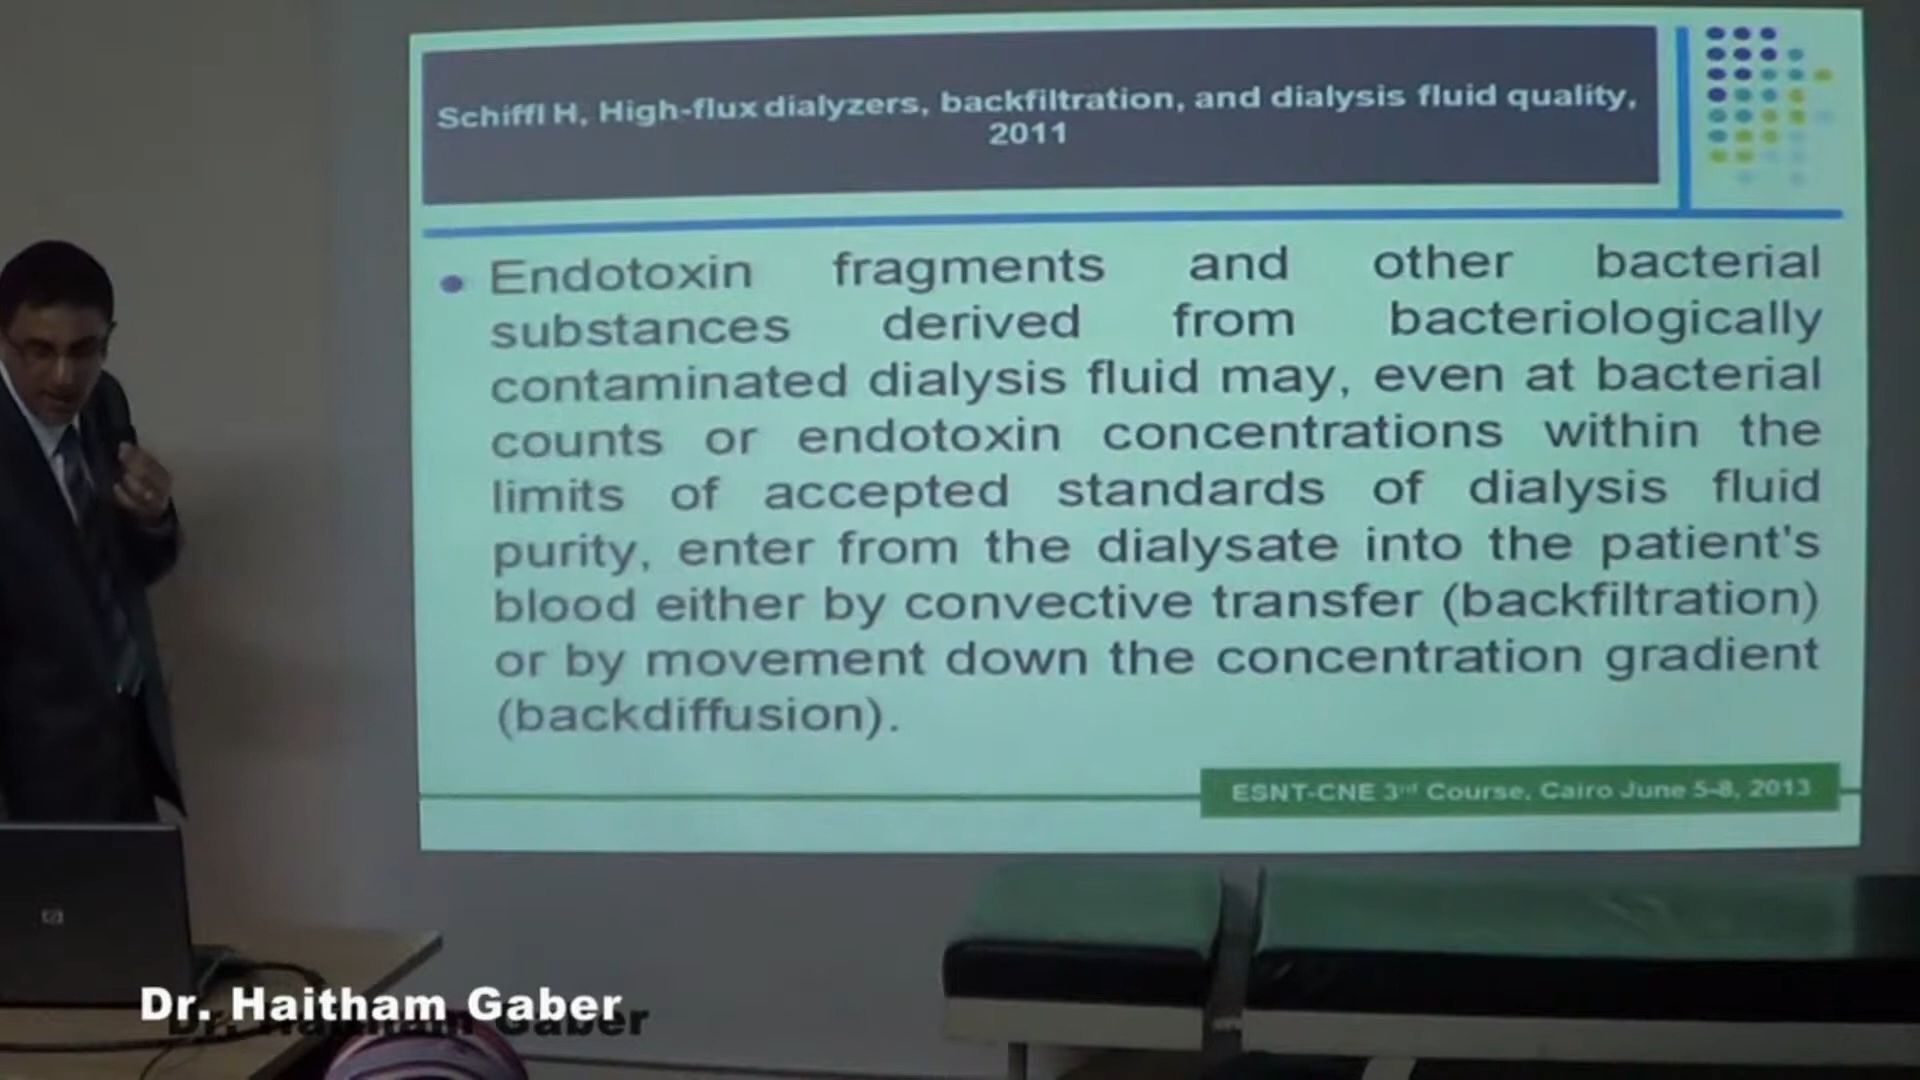 Schiffl H, High-flux dialyzers, backfiltration, and dialysis fluid quality,
2011
Endotoxin fragments and other bacterial
substances derived from bacteriologically
contaminated dialysis fluid may, even at bacterial
counts or endotoxin concentrations within the
limits of accepted standards of dialysis fluid
purity, enter from the dialysate into the patient's
blood either by convective transfer (backfiltration)
or by movement down the concentration gradient
(backdiffusion).
ESNT-CNE 3rd Course, Cairo June 5-8, 2013
hp
Dr. Haitham Gaber